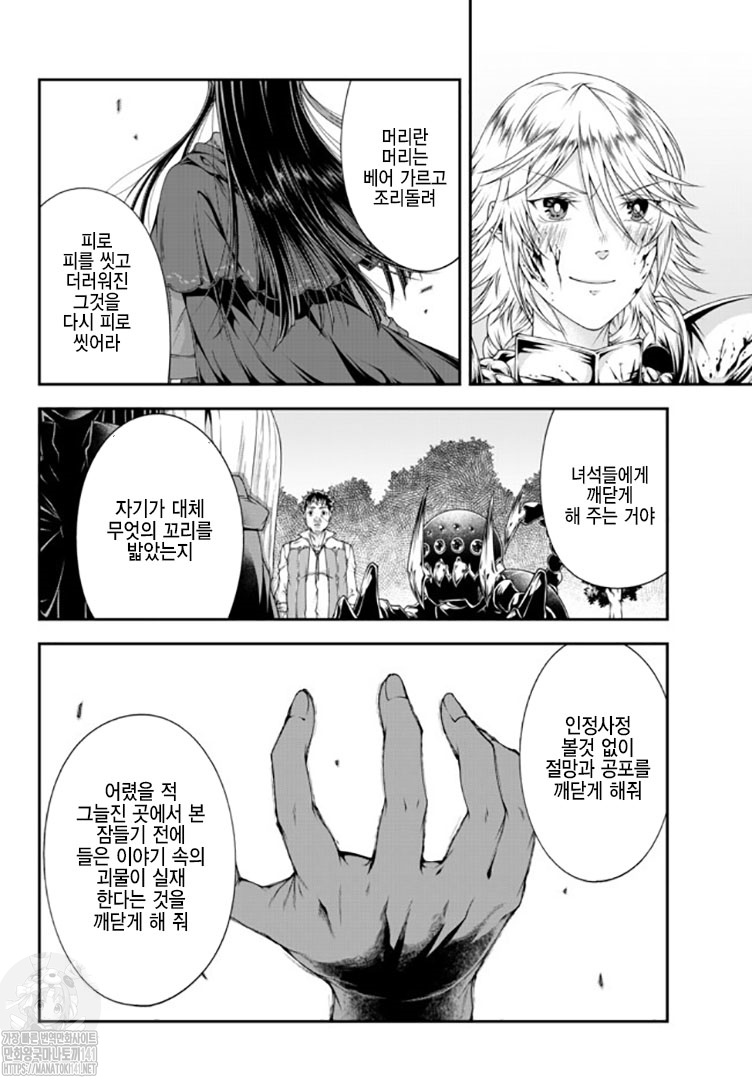 머리란
머리는
베어 가르고
조리돌려
피로
피를 씻고
더러워진
그것을
다시 피로
씻어라
녀석들에게
깨닫게
해 주는 거야
자기가 대체
무엇의 꼬리를
밟았는지
인정사정
볼것 없이
절망과 공포를
깨닫게 해줘
어렸을 적
그늘진 곳에서 본
잠들기 전에
들은 이야기 속의
괴물이 실재
한다는 것을
깨닫게 해 줘
가장 빠른 번역만화사이트
만화왕국마나토끼141
HTTPS://MANATOKI141.COM